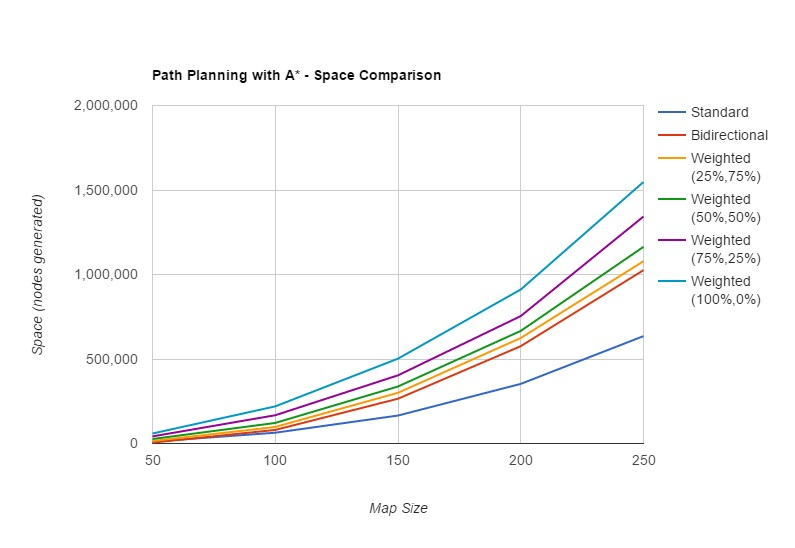 Path Planning with A* - Space Comparison
2,000,000
1,500,000
1,000,000
500,000
0
Space (nodes generated)
50 100 150 200 250
Map Size
Standard
Bidirectional
Weighted
(25%,75%)
Weighted
(50%,50%)
Weighted
(75%,25%)
Weighted
(100%,0%)